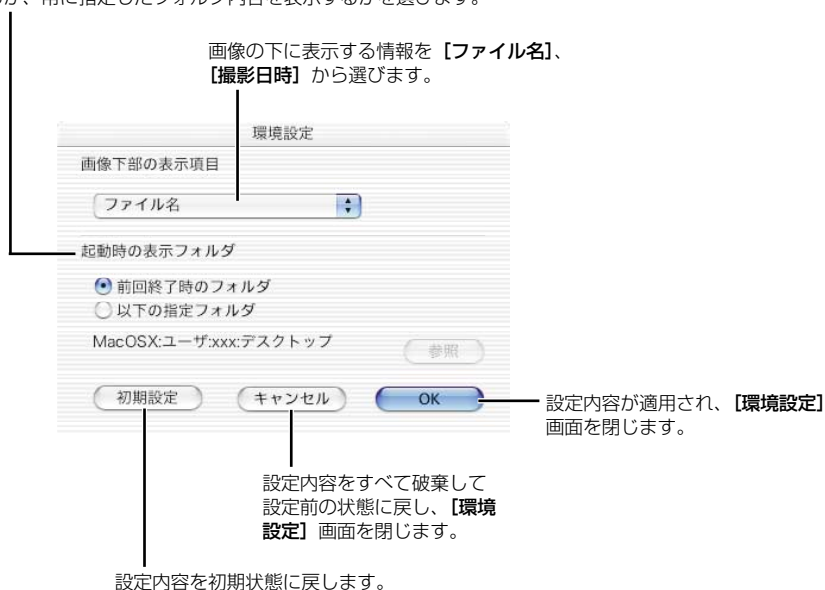 常に指定したフォルダ内容を表示するかを選びます。
画像の下に表示する情報を［ファイル名］、
［撮影日時］から選びます。
環境設定
画像下部の表示項目
ファイル名
起動時の表示フォルダ
前回終了時のフォルダ
以下の指定フォルダ
MacOSX:ユーザ:xxx:デスクトップ
参照
初期設定
キャンセル
OK
設定内容が適用され、［環境設定］
画面を閉じます。
設定内容をすべて破棄して
設定前の状態に戻し、［環境
設定］画面を閉じます。
設定内容を初期状態に戻します。